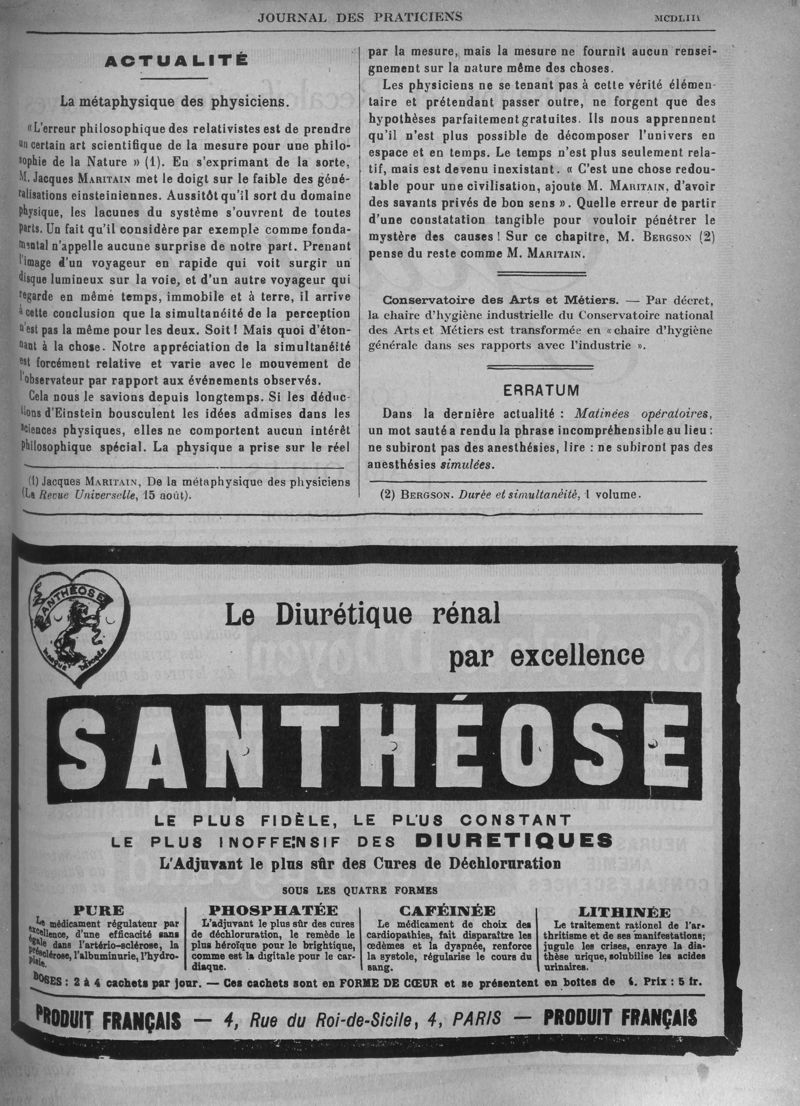 JOURNAL DES PRATICIENS
MCDLIII
ACTUALITÉ
La métaphysique des physiciens.
« L'erreur philosophique des relativistes est de prendre
un certain art scientifique de la mesure pour une philo-
sophie de la Nature » (1). En s'exprimant de la sorte,
M. Jacques MARITAIN met le doigt sur le faible des géné-
ralisations einsteiniennes. Aussitôt qu'il sort du domaine
physique, les lacunes du système s'ouvrent de toutes
parts. Un fait qu'il considère par exemple comme fonda-
mental n'appelle aucune surprise de notre part. Prenant
l'image d'un voyageur en rapide qui voit surgir un
disque lumineux sur la voie, et d'un autre voyageur qui
regarde en même temps, immobile et à terre, il arrive
à cette conclusion que la simultanéité de la perception
n'est pas la même pour les deux. Soit ! Mais quoi d'éton-
nant à la chose. Notre appréciation de la simultanéité
est forcément relative et varie avec le mouvement de
l'observateur par rapport aux événements observés.
Cela nous le savions depuis longtemps. Si les déduc-
tions d'Einstein bousculent les idées admises dans les
sciences physiques, elles ne comportent aucun intérêt
philosophique spécial. La physique a prise sur le réel
(1) Jacques MARITAIN, De la métaphysique des physiciens
(La Revue Universelle, 15 août).
par la mesure, mais la mesure ne fournit aucun rensei-
gnement sur la nature même des choses.
Les physiciens ne se tenant pas à cette vérité élémen-
taire et prétendant passer outre, ne forgent que des
hypothèses parfaitement gratuites. Ils nous apprennent
qu'il n'est plus possible de décomposer l'univers en
espace et en temps. Le temps n'est plus seulement rela-
tif, mais est devenu inexistant. « C'est une chose redou-
table pour une civilisation, ajoute M. MARITAIN, d'avoir
des savants privés de bon sens ». Quelle erreur de partir
d'une constatation tangible pour vouloir pénétrer le
mystère des causes ! Sur ce chapitre, M. BERGSON (2)
pense du reste comme M. MARITAIN.
Conservatoire des Arts et Métiers. — Par décret,
la chaire d'hygiène industrielle du Conservatoire national
des Arts et Métiers est transformée en « chaire d'hygiène
générale dans ses rapports avec l'industrie ».
ERRATUM
Dans la dernière actualité : Matinées opératoires,
un mot sauté a rendu la phrase incompréhensible au lieu :
ne subiront pas des anesthésies, lire : ne subiront pas des
anesthésies simulées.
(2) BERGSON. Durée et simultanéité, 1 volume.
SANTHÉOSE
marque déposée
Le Diurétique rénal
par excellence
SANTHÉOSE
LE PLUS FIDÈLE, LE PLUS CONSTANT
LE PLUS INOFFENSIF DES DIURETIQUES
L'Adjuvant le plus sûr des Cures de Déchloruration
SOUS LES QUATRE FORMES
PURE
Le médicament régulateur par
excellence, d'une efficacité sans
égale dans l'artério-sclérose, la
présclérose, l'albuminurie, l'hydro-
pisie.
PHOSPHATÉE
L'adjuvant le plus sûr des cures
de déchloruration, le remède le
plus héroïque pour le brightique,
comme est la digitale pour le car-
diaque.
CAFÉINÉE
Le médicament de choix des
cardiopathies, fait disparaître les
œdèmes et la dyspnée, renforce
la systole, régularise le cours du
sang.
LITHINÉE
Le traitement rationel de l'ar-
thritisme et de ses manifestations;
jugule les crises, enraye la dia-
thèse urique, solubilise les acides
urinaires.
DOSES : 2 à 4 cachets par jour. — Ces cachets sont en FORME DE CŒUR et se présentent en boîtes de . Prix : 5 fr.
PRODUIT FRANÇAIS — 4, Rue du Roi-de-Sicile, 4, PARIS — PRODUIT FRANÇAIS